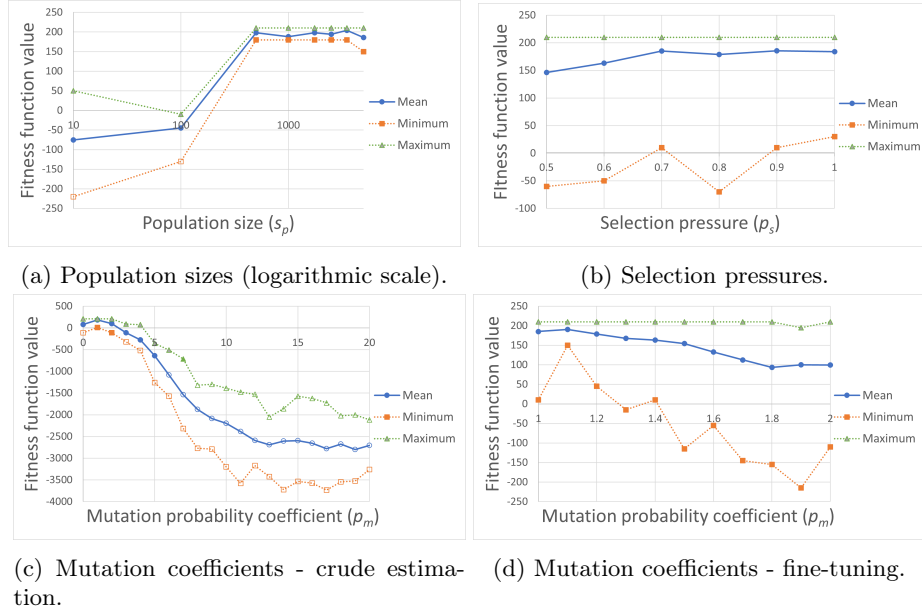 250
200
150
100
50
0
-50
-100
-150
-200
-250
10
100
1000
Fitness function value
Population size (sp)
Mean
Minimum
Maximum
(a) Population sizes (logarithmic scale).
250
200
150
100
50
0
-50
-100
0.5
0.6
0.7
0.8
0.9
1
FItness function value
Selection pressure (ps)
Mean
Minimum
Maximum
(b) Selection pressures.
500
0
-500
-1000
-1500
-2000
-2500
-3000
-3500
-4000
0
5
10
15
20
Fitness function value
Mutation probability coefficient (pm)
Mean
Minimum
Maximum
(c) Mutation coefficients - crude estima-
tion.
250
200
150
100
50
0
-50
-100
-150
-200
-250
1
1.2
1.4
1.6
1.8
2
Fitness function value
Mutation probability coefficient (pm)
Mean
Minimum
Maximum
(d) Mutation coefficients - fine-tuning.